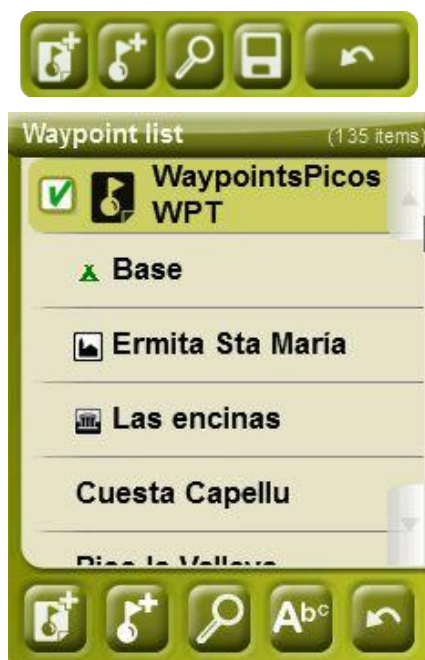 Waypoint list (135 items)
WaypointsPicos
WPT
Base
Ermita Sta María
Las encinas
Cuesta Capellu
Abc